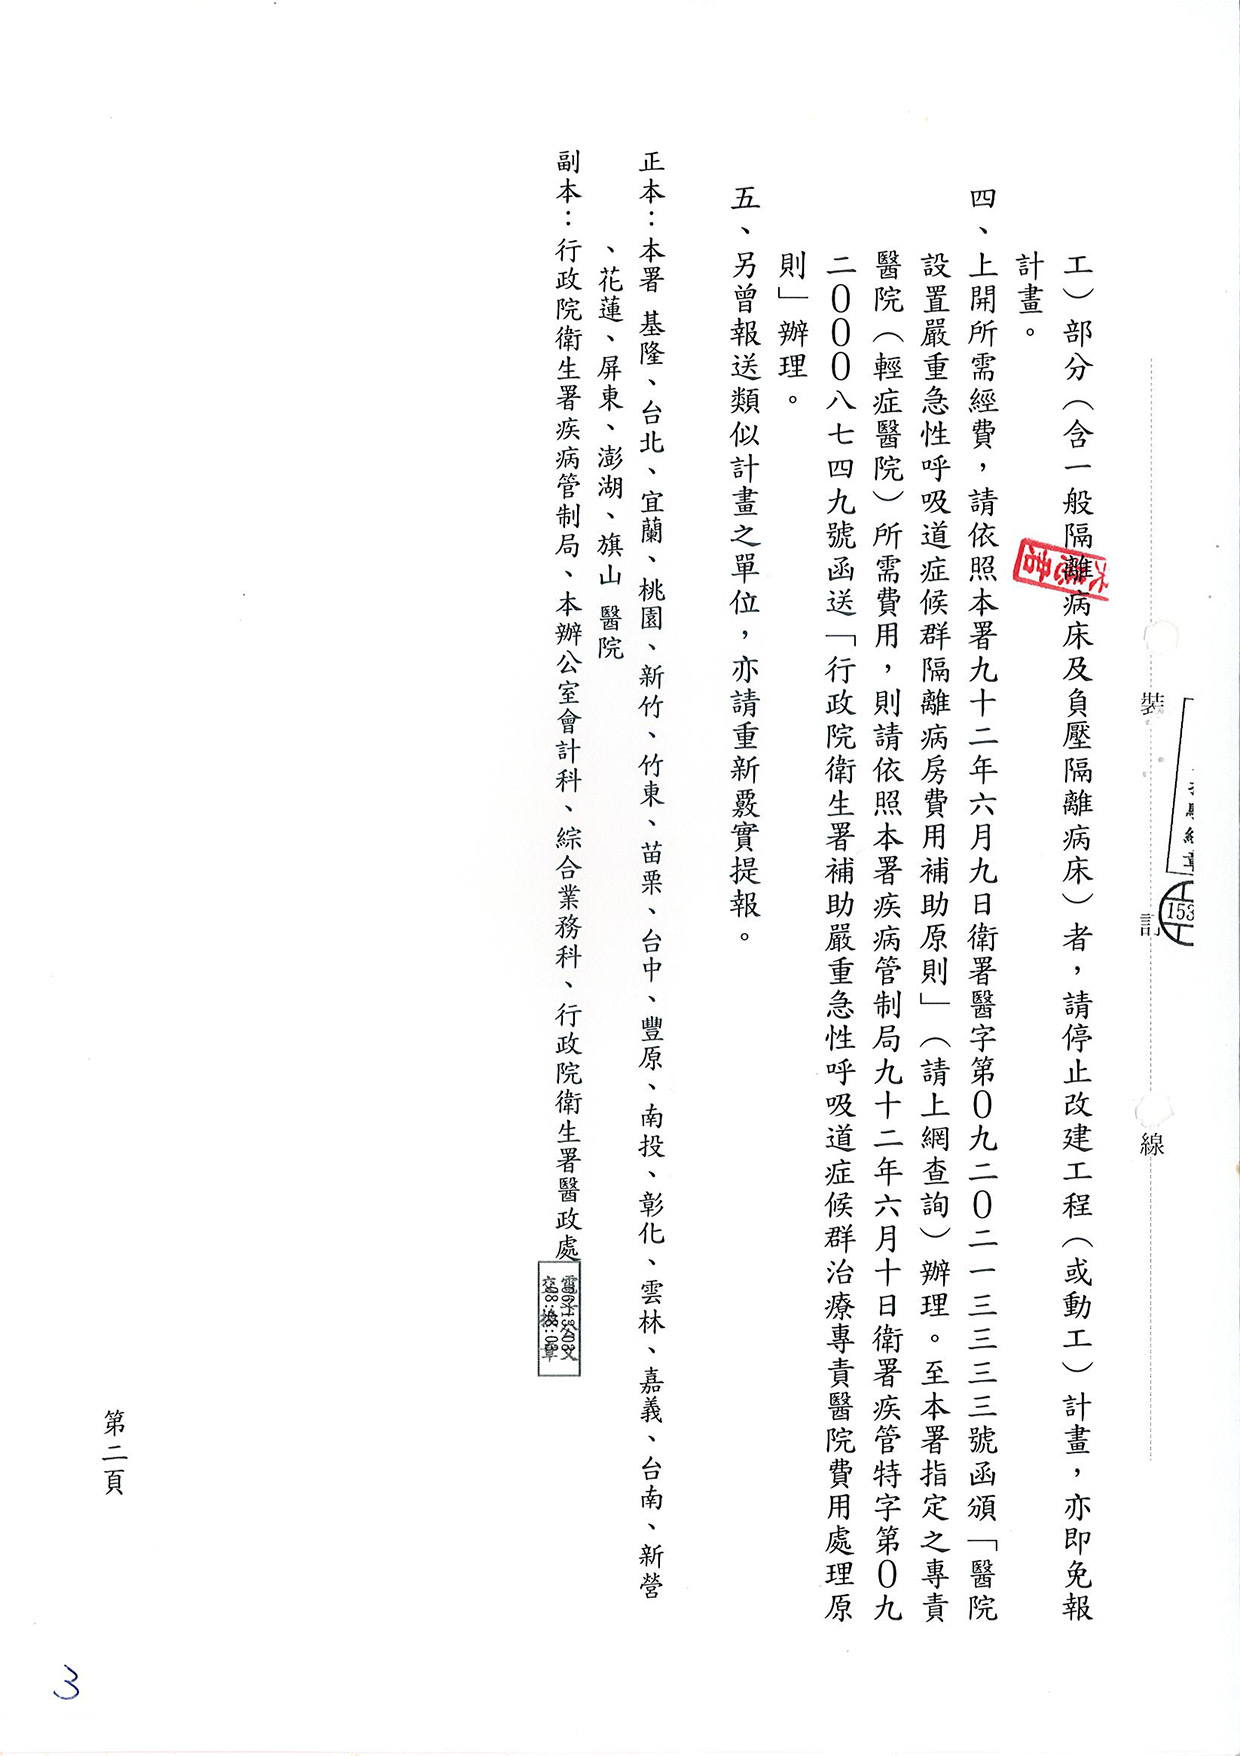 裝
訂
線
153
工）部分（含一般隔離病床及負壓隔離病床）者，請停止改建工程（或動工）計畫，亦即免報
計畫。
四、上開所需經費，請依照本署九十二年六月九日衛署醫字第０九二０二一三三三三號函頒「醫院
設置嚴重急性呼吸道症候群隔離病房費用補助原則」（請上網查詢）辦理。至本署指定之專責
醫院（輕症醫院）所需費用，則請依照本署疾病管制局九十二年六月十日衛署疾管特字第０九
二０００八七四九號函送「行政院衛生署補助嚴重急性呼吸道症候群治療專責醫院費用處理原
則」辦理。
五、另曾報送類似計畫之單位，亦請重新覈實提報。
正本：本署 基隆、台北、宜蘭、桃園、新竹、竹東、苗栗、台中、豐原、南投、彰化、雲林、嘉義、台南、新營
、花蓮、屏東、澎湖、旗山 醫院
副本：行政院衛生署疾病管制局、本辦公室會計科、綜合業務科、行政院衛生署醫政處
第二頁
3